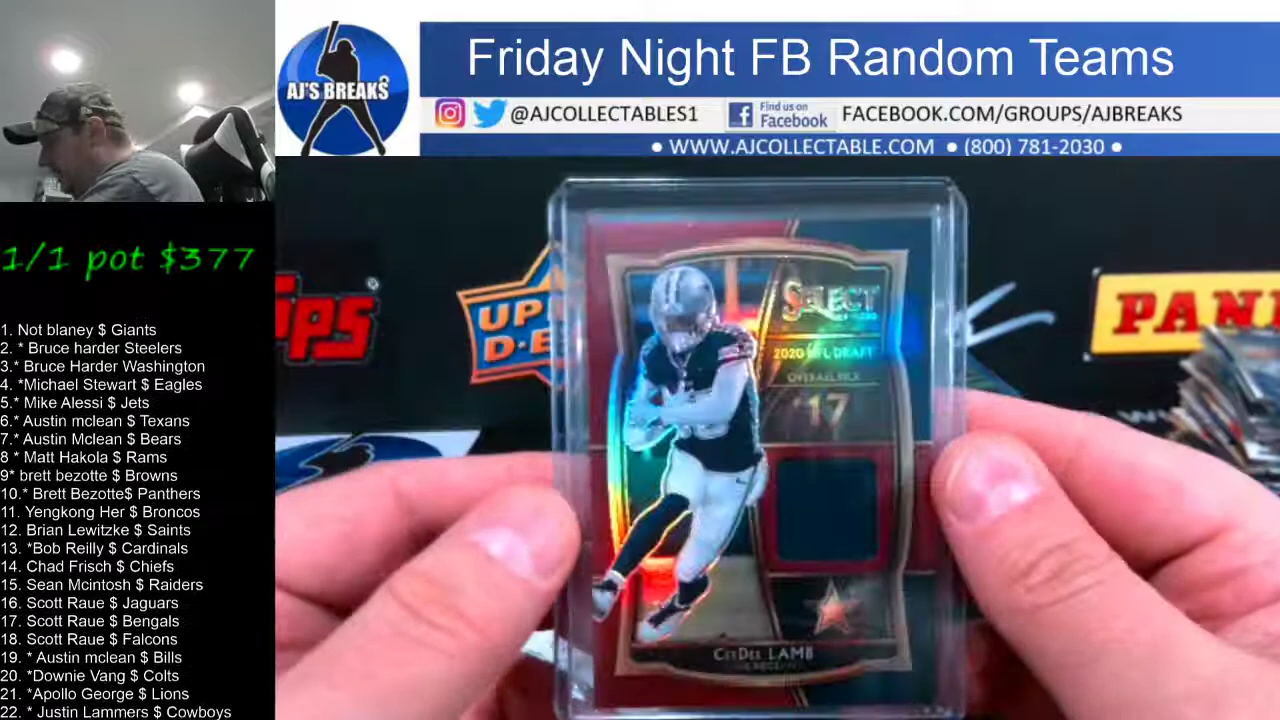 AJ'S BREAKS
Friday Night FB Random Teams
@AJCOLLECTABLES1
Find us on
Facebook
FACEBOOK.COM/GROUPS/AJBREAKS
• WWW.AJCOLLECTABLE.COM • (800) 781-2030 •
1/1 pot $377
1. Not blaney $ Giants
2. * Bruce harder Steelers
3.* Bruce Harder Washington
4. *Michael Stewart $ Eagles
5.* Mike Alessi $ Jets
6.* Austin mclean $ Texans
7.* Austin Mclean $ Bears
8 * Matt Hakola $ Rams
9* brett bezotte $ Browns
10.* Brett Bezotte$ Panthers
11. Yengkong Her $ Broncos
12. Brian Lewitzke $ Saints
13. *Bob Reilly $ Cardinals
14. Chad Frisch $ Chiefs
15. Sean Mcintosh $ Raiders
16. Scott Raue $ Jaguars
17. Scott Raue $ Bengals
18. Scott Raue $ Falcons
19. * Austin mclean $ Bills
20. *Downie Vang $ Colts
21. *Apollo George $ Lions
22. * Justin Lammers $ Cowboys
PPS
UP
D·E
PANI
SELECT
2020 NFL DRAFT
OVERALL PICK
'17
CEEDEE LAMB